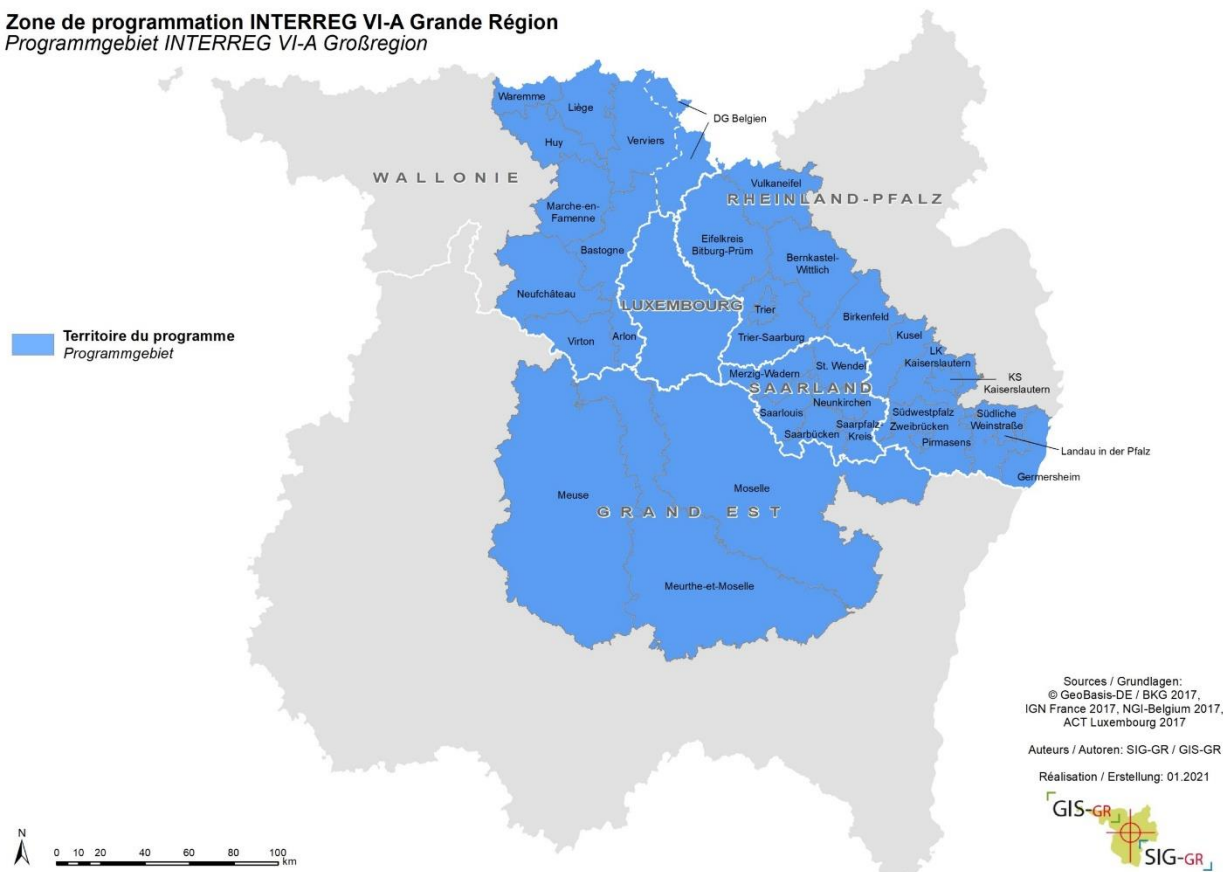 Zone de programmation INTERREG VI-A Grande Région
Programmgebiet INTERREG VI-A Großregion
Waremme
Liège
DG Belgien
Huy
Verviers
WALLONIE
Vulkaneifel
RHEINLAND-PFALZ
Marche-en-
Famenne
Eifelkreis
Bitburg-Prüm
Bastogne
Bernkastel-
Wittlich
Neufchâteau
LUXEMBOURG
Trier
Birkenfeld
Territoire du programme
Programmgebiet
Virton
Arlon
Trier-Saarburg
Kusel
LK
Kaiserslautern
St. Wendel
Merzig-Wadern
KS
Kaiserslautern
SAARLAND
Neunkirchen
Saarlouis
Südwestpfalz
Südliche
Weinstraße
Saarpfalz-
Kreis
Zweibrücken
Saarbücken
Pirmasens
Landau in der Pfalz
Germersheim
Meuse
Moselle
GRAND EST
Meurthe-et-Moselle
Sources / Grundlagen:
© GeoBasis-DE / BKG 2017,
IGN France 2017, NGI-Belgium 2017,
ACT Luxembourg 2017
Auteurs / Autoren: SIG-GR / GIS-GR
Réalisation / Erstellung: 01.2021
GIS-GR
SIG-GR
N
0 10 20 40 60 80 100
km